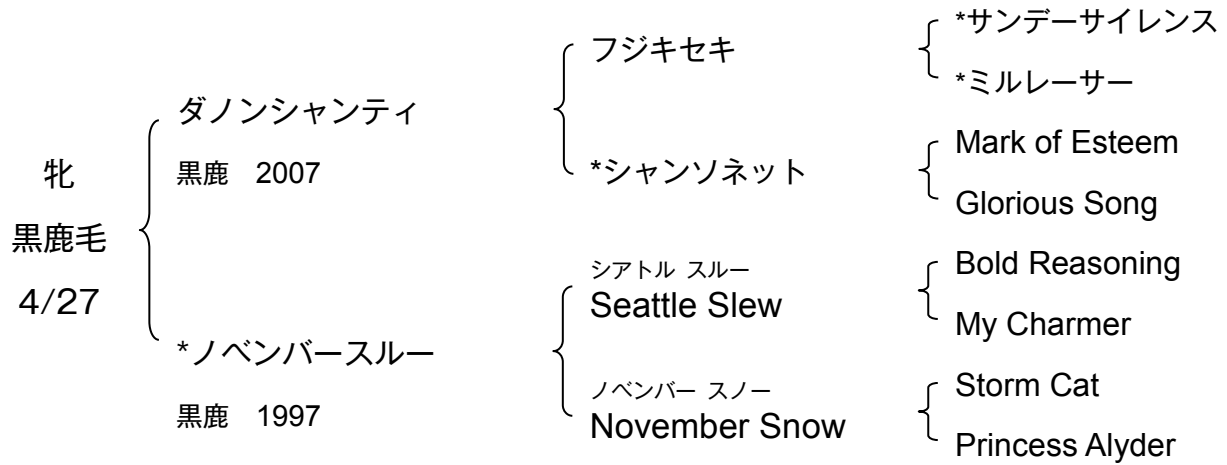 牝
黒鹿毛
4/27
ダノンシャンティ
黒鹿　2007
*ノベンバースルー
黒鹿　1997
フジキセキ
*シャンソネット
シアトル スルー
Seattle Slew
ノベンバー スノー
November Snow
*サンデーサイレンス
*ミルレーサー
Mark of Esteem
Glorious Song
Bold Reasoning
My Charmer
Storm Cat
Princess Alyder